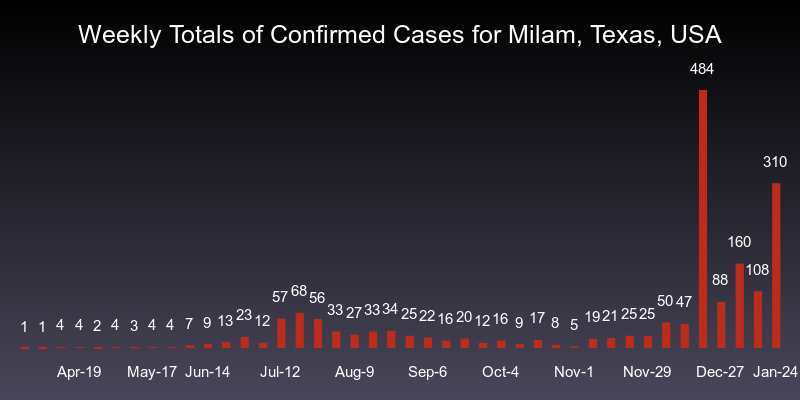 Weekly Totals of Confirmed Cases for Milam, Texas, USA
484
310
160
108
88
57 68 56
50 47
1 1 4 4 2 4 3 4 4 7 9 13 23 12 33 27 33 34 25 22 16 20 12 16 9 17 8 5 19 21 25 25
Apr-19 May-17 Jun-14 Jul-12 Aug-9 Sep-6 Oct-4 Nov-1 Nov-29 Dec-27 Jan-24